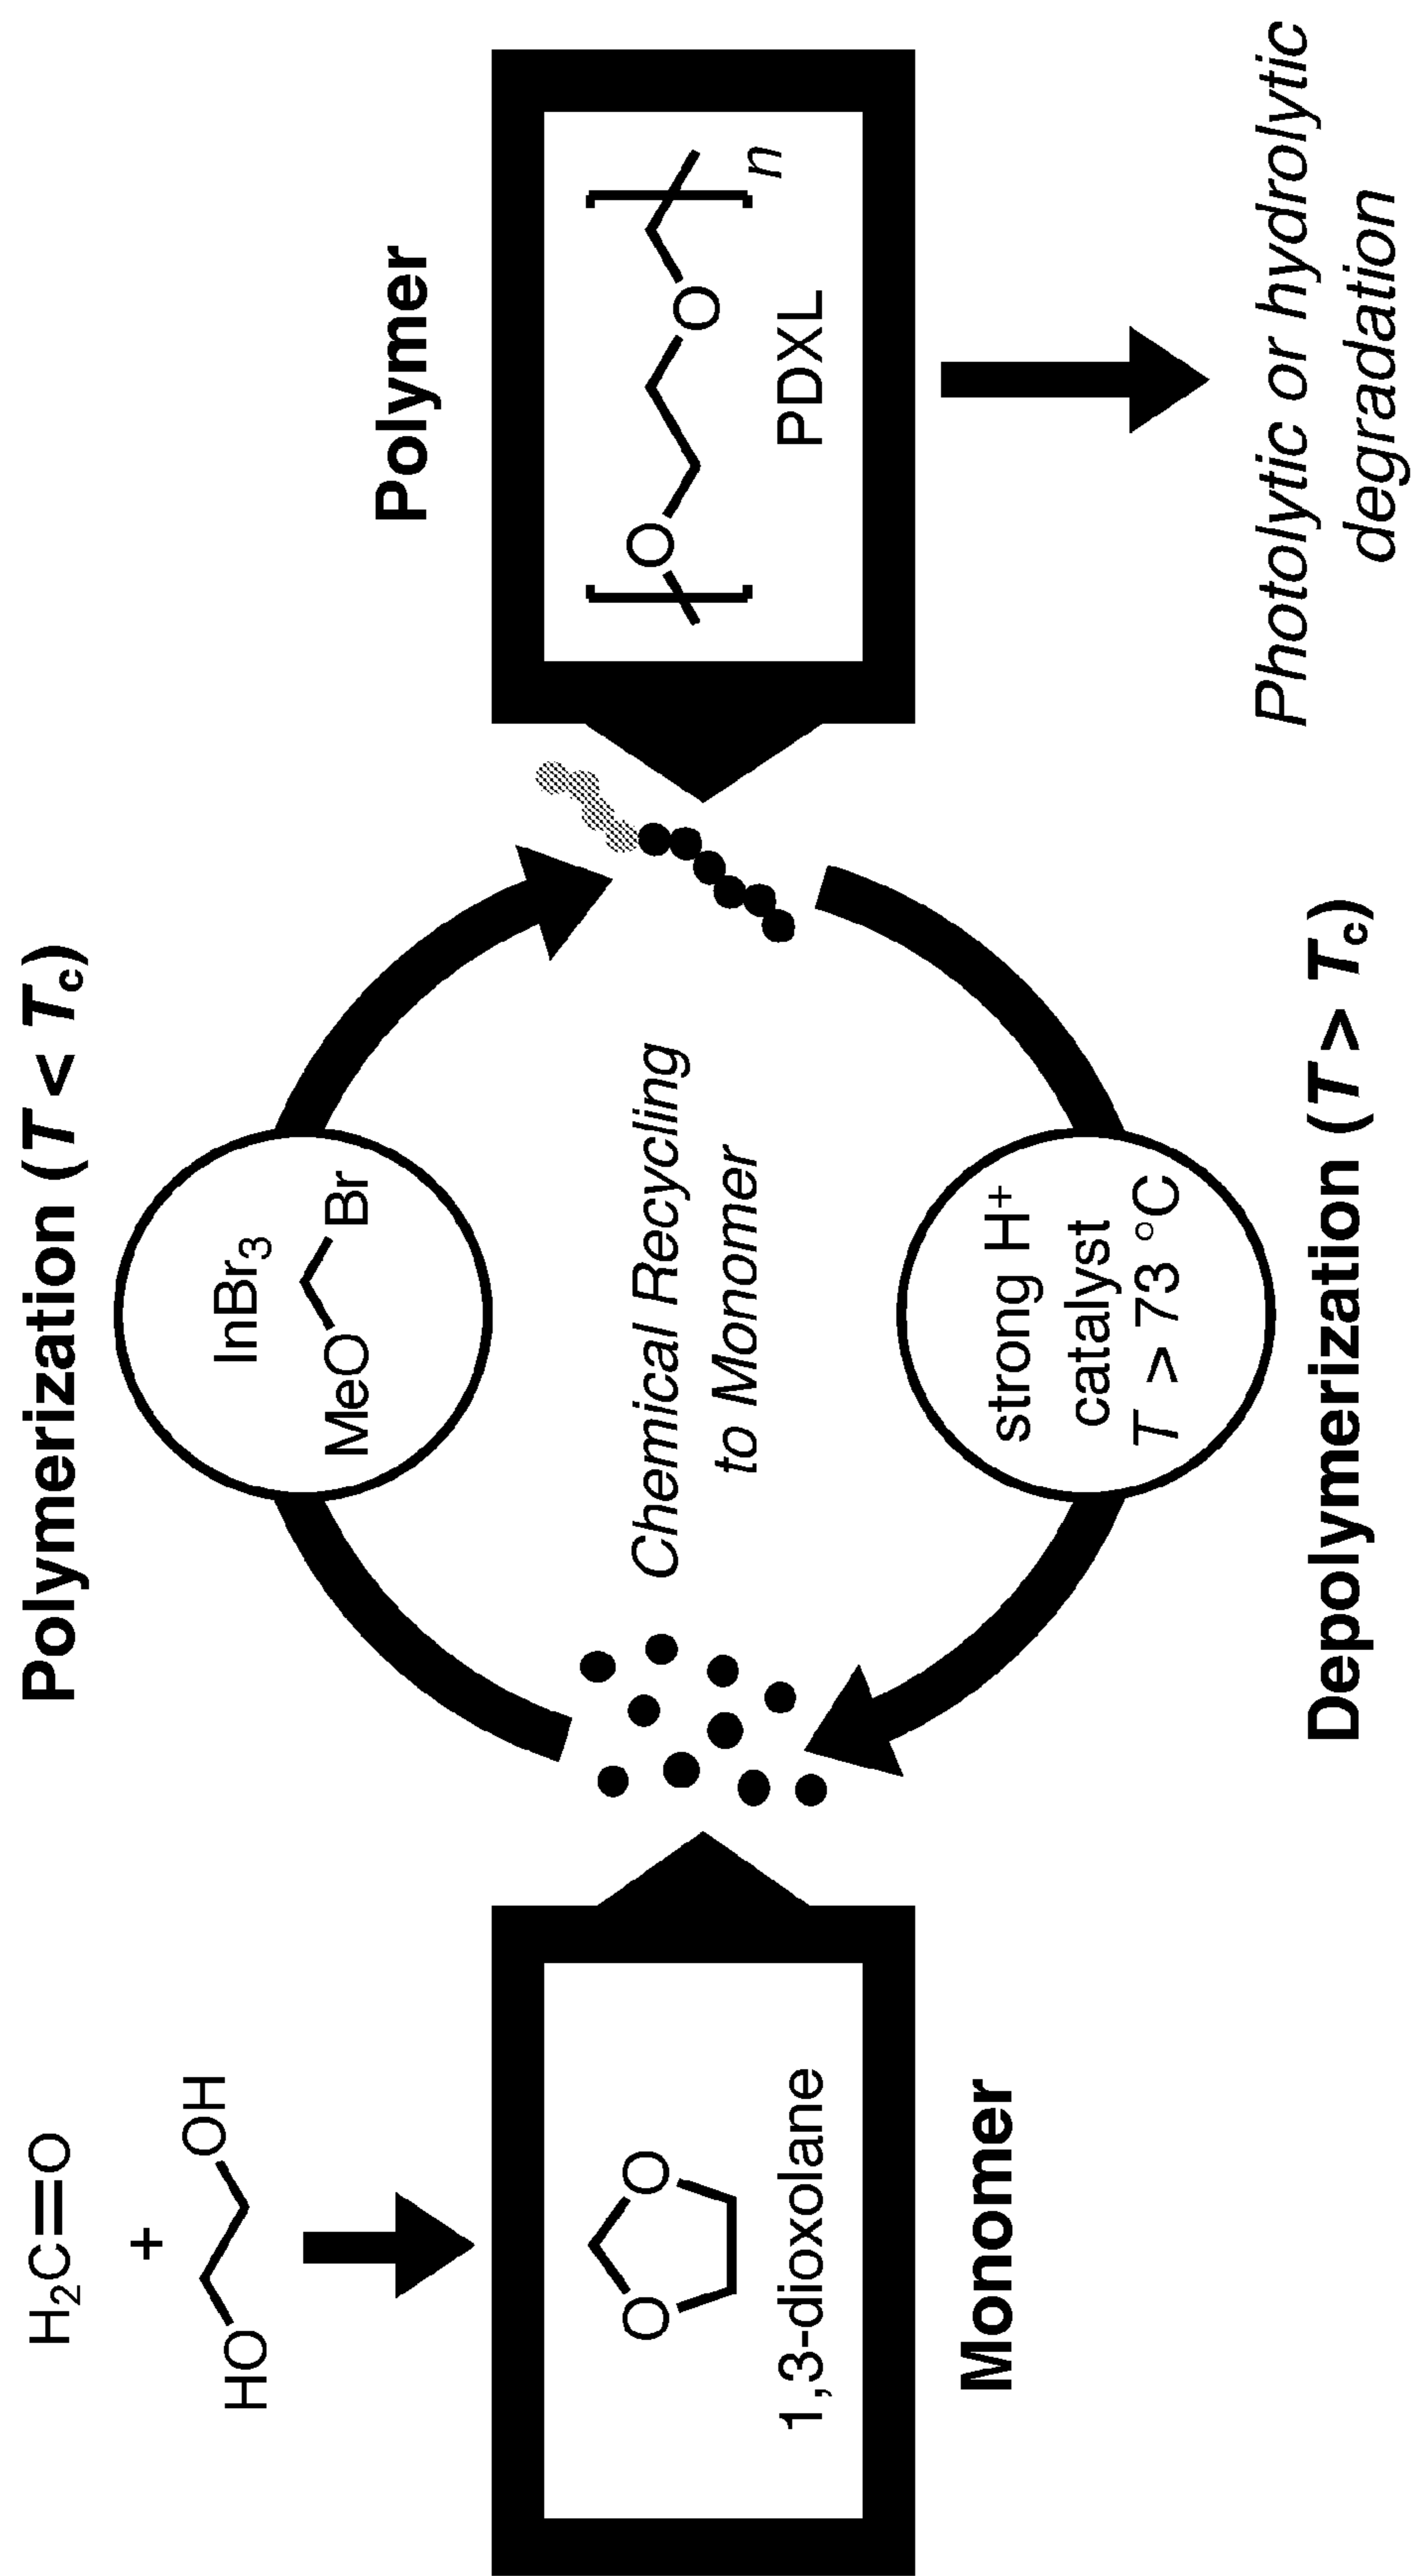 H₂C=O
+
HO OH
1,3-dioxolane
Monomer
Polymerization (T < Tc)
InBr₃
MeO Br
Chemical Recycling
to Monomer
strong H⁺
catalyst
T > 73 °C
Depolymerization (T > Tc)
Polymer
O O n
PDXL
Photolytic or hydrolytic
degradation